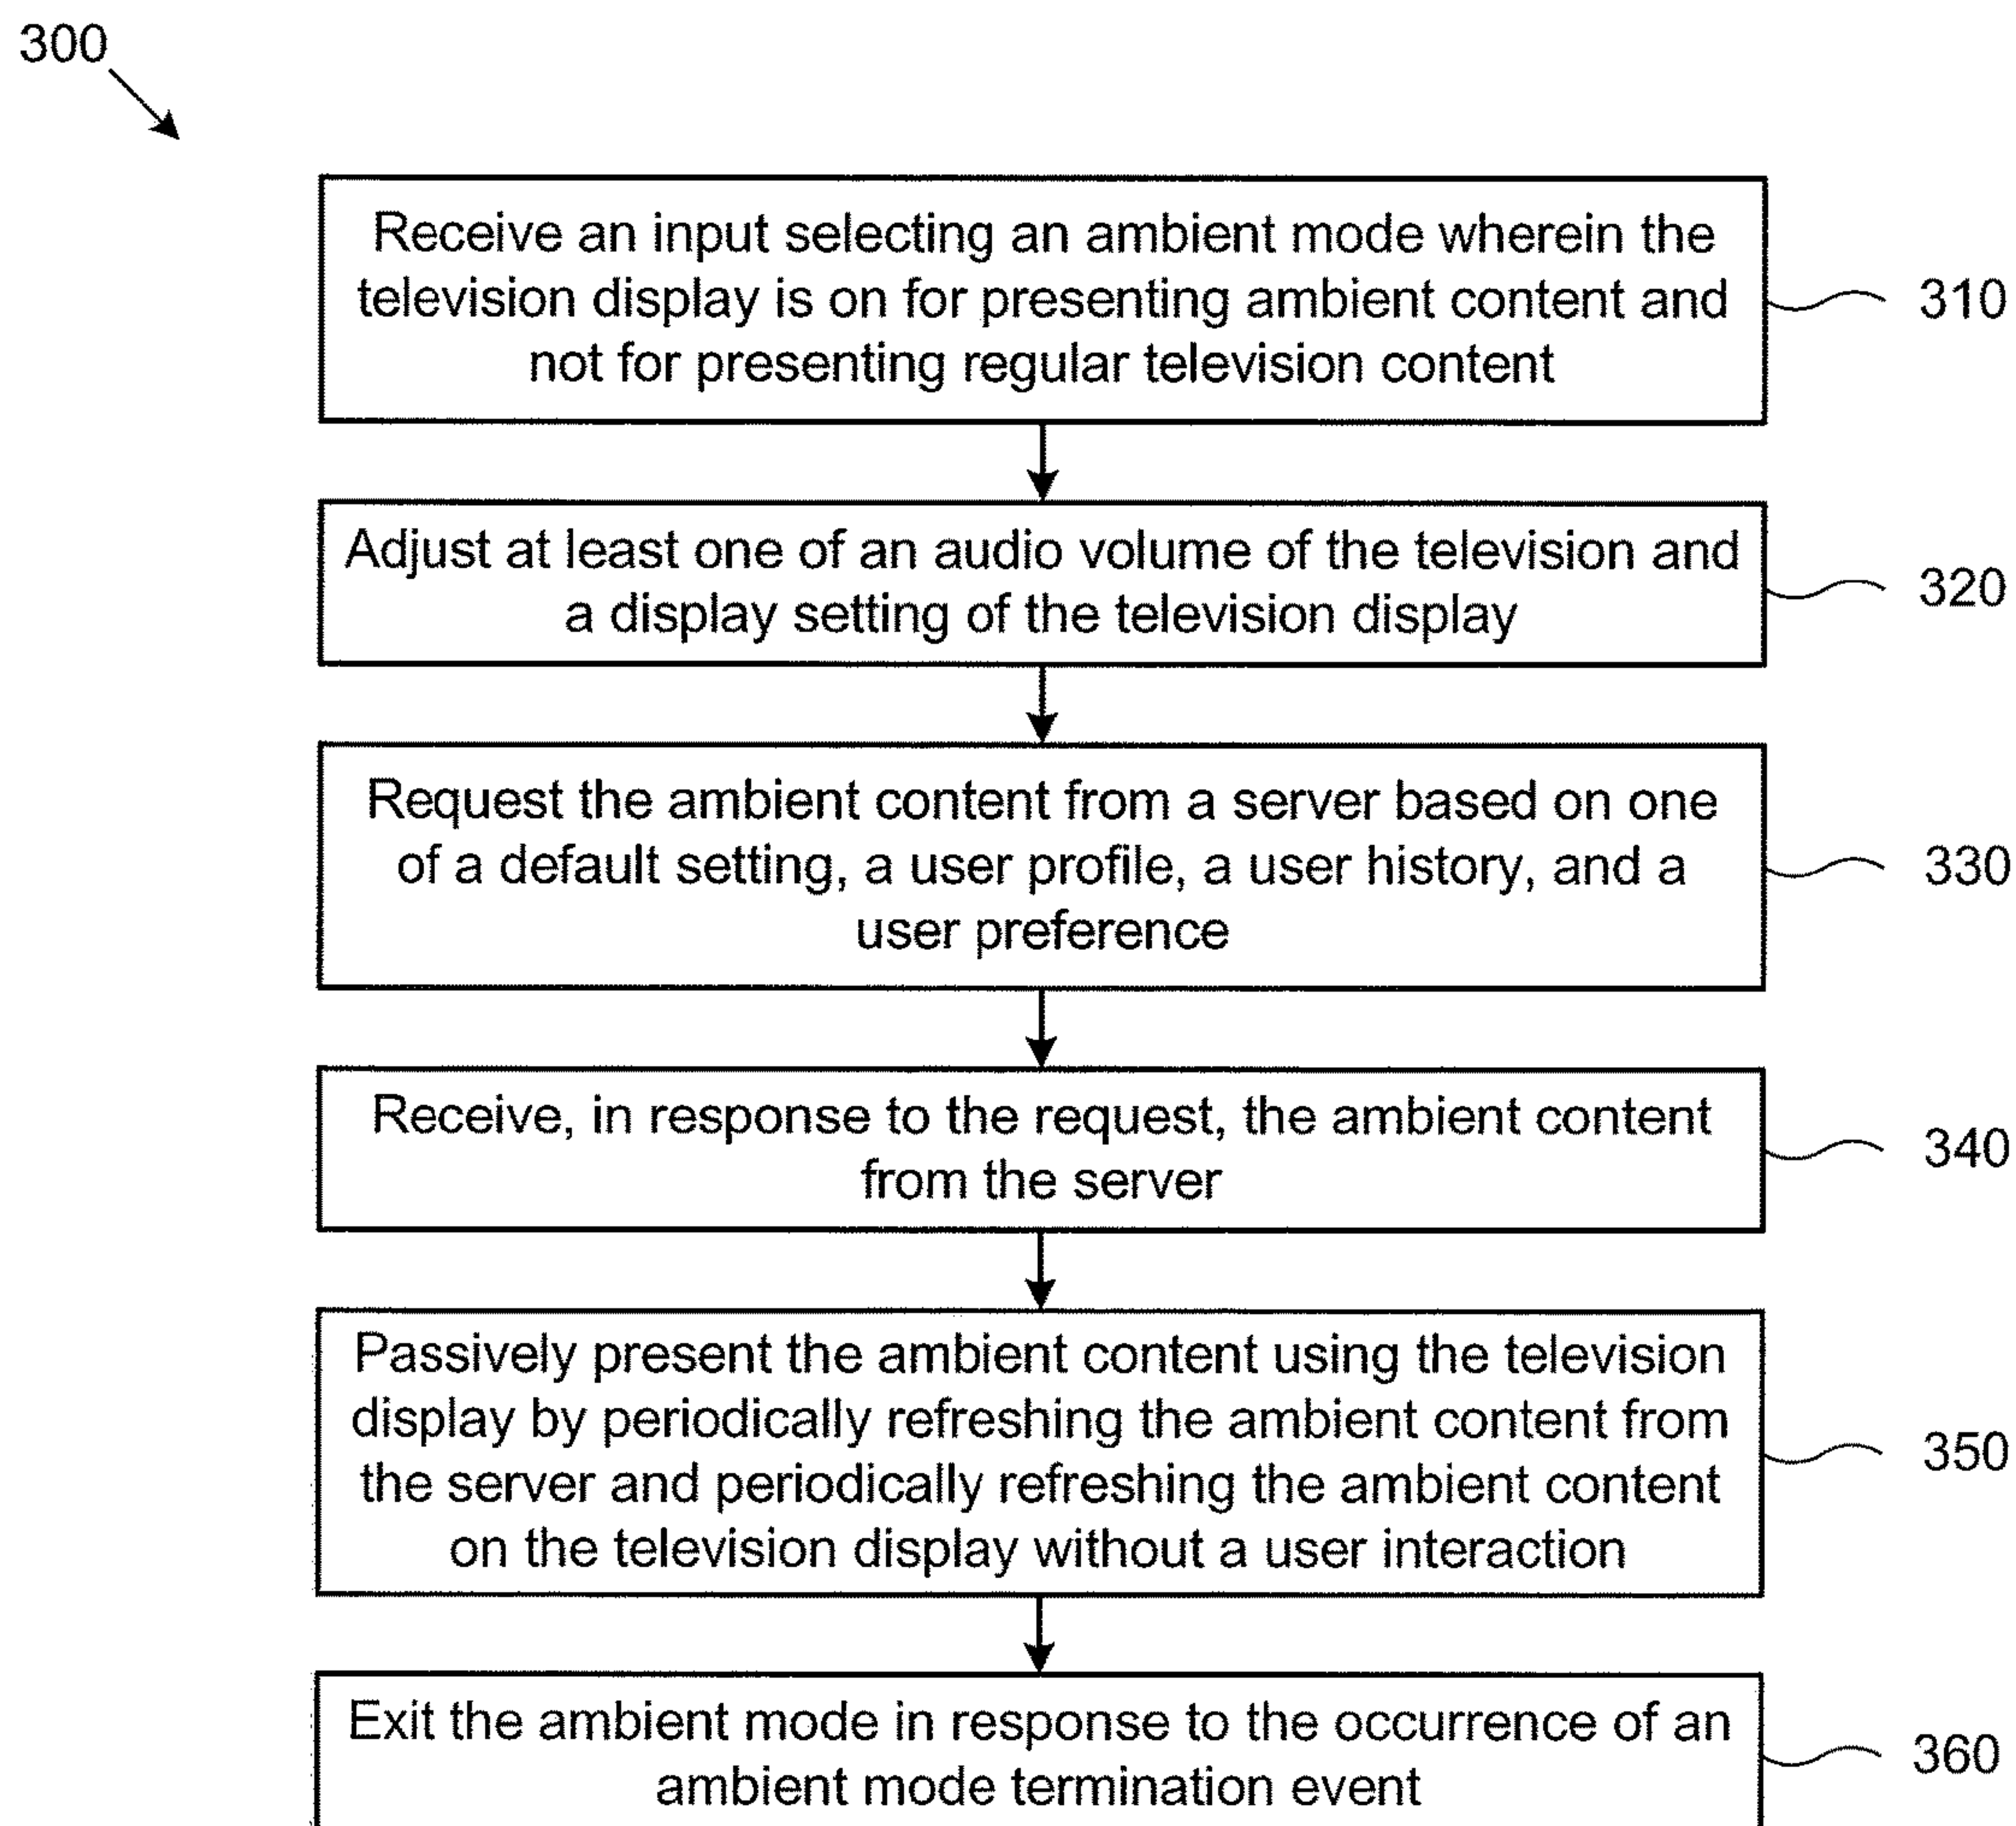 300
Receive an input selecting an ambient mode wherein the
television display is on for presenting ambient content and
not for presenting regular television content
310
Adjust at least one of an audio volume of the television and
a display setting of the television display
320
Request the ambient content from a server based on one
of a default setting, a user profile, a user history, and a
user preference
330
Receive, in response to the request, the ambient content
from the server
340
Passively present the ambient content using the television
display by periodically refreshing the ambient content from
the server and periodically refreshing the ambient content
on the television display without a user interaction
350
Exit the ambient mode in response to the occurrence of an
ambient mode termination event
360